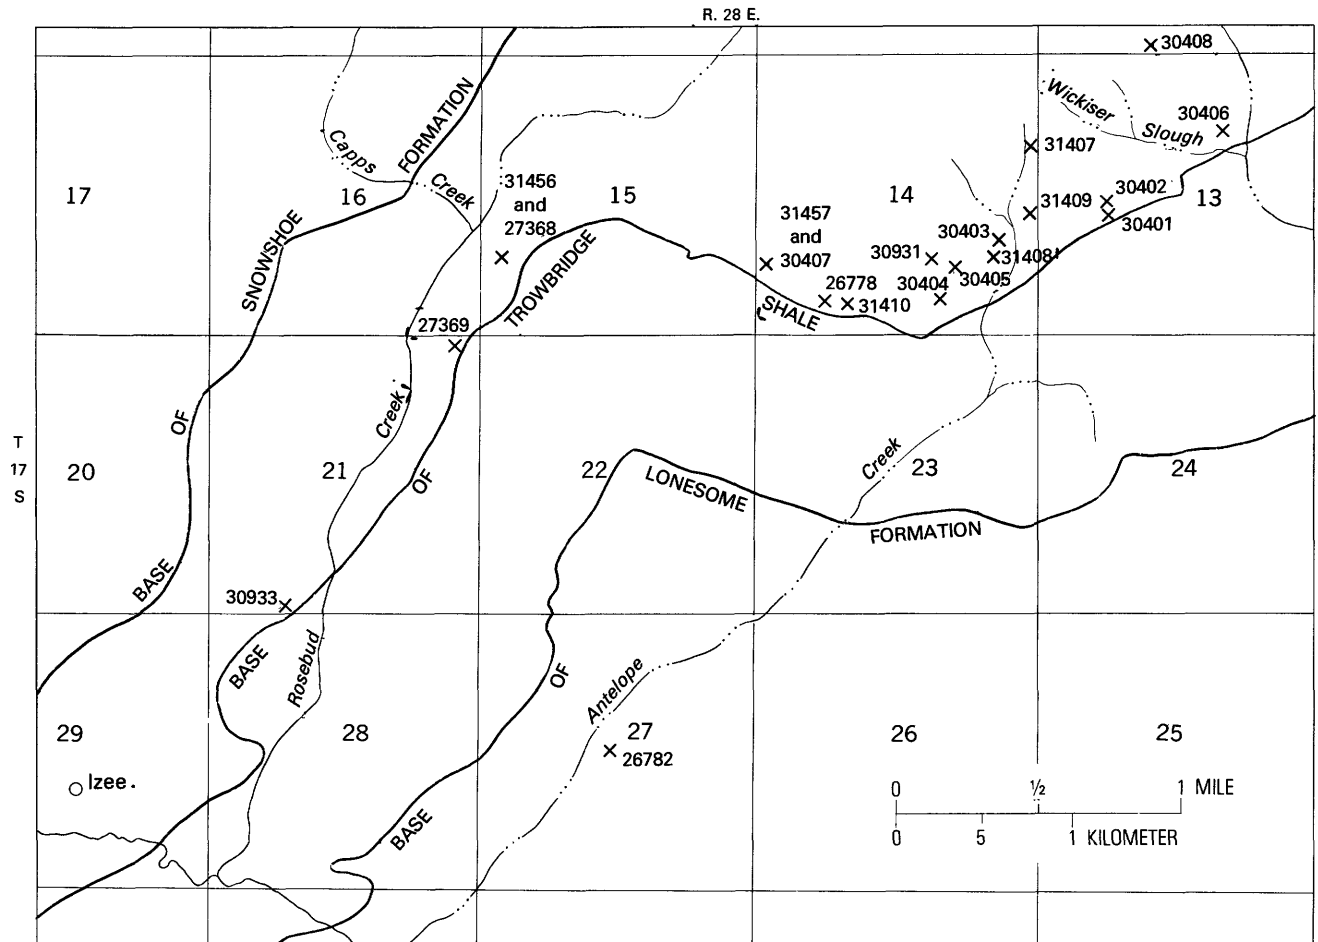 R. 28 E.
30408
Wickiser
Slough
30406
31407
Capps
Creek
SNOWSHOE
FORMATION
17
16
31456
and
27368
15
14
31457
and
30407
31409
30402
30401
13
30403
30931
31408
30404
30405
26778
31410
TROWBRIDGE
SHALE
27369
Creek
OF
OF
T
17
S
20
21
22
LONESOME
Creek
23
24
FORMATION
BASE
30933
BASE
Rosebud
OF
Antelope
29
28
27
26782
26
25
Izee.
BASE
0 ½ 1 MILE
0 5 1 KILOMETER